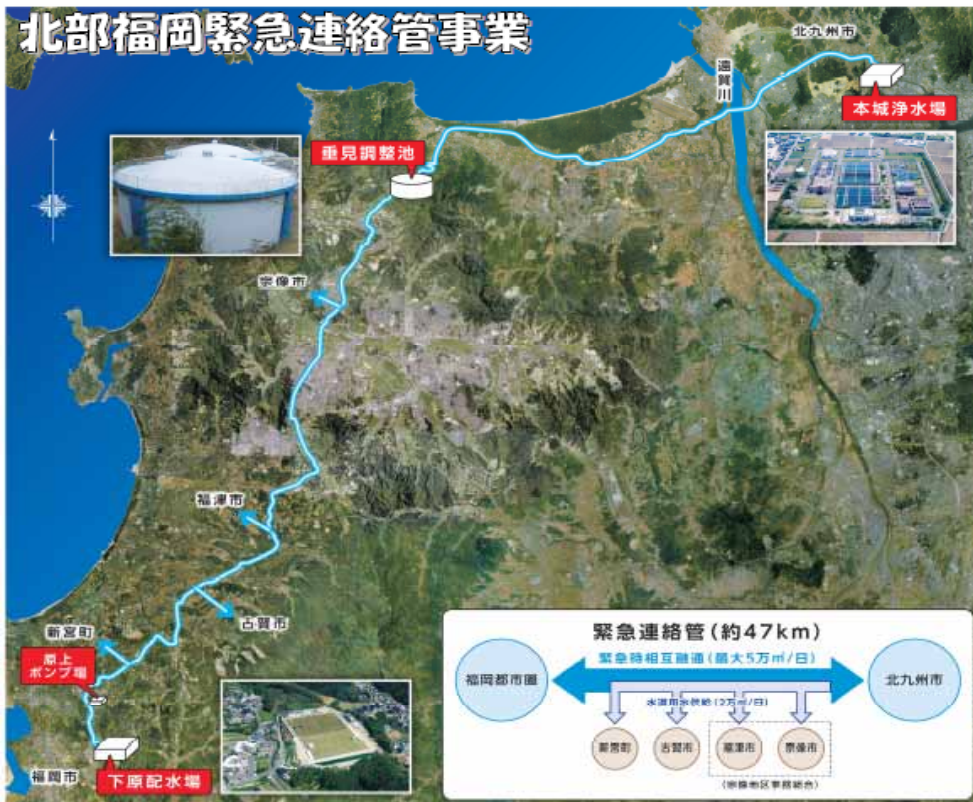 北部福岡緊急連絡管事業
北九州市
遠賀川
本城浄水場
垂見調整池
宗像市
福津市
古賀市
新宮町
原上
ポンプ場
下原配水場
福岡市
緊急連絡管(約47km)
緊急時相互融通(最大5万㎥/日)
福岡都市圏
北九州市
水道用水供給(2万㎥/日)
新宮町
古賀市
福津市
宗像市
(宗像地区事務組合)